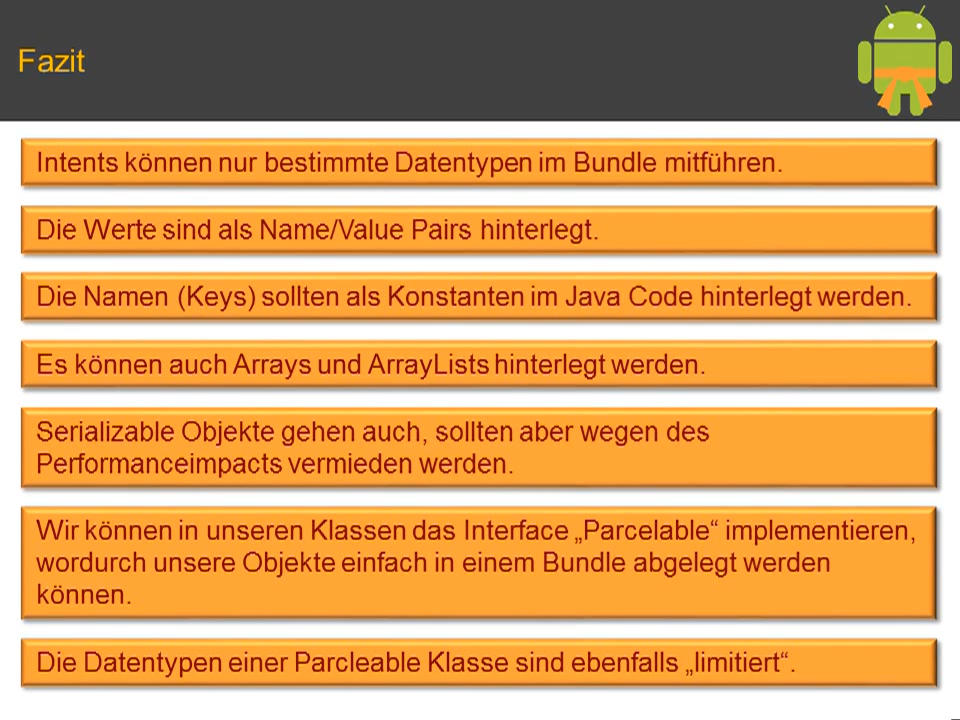 Fazit
Intents können nur bestimmte Datentypen im Bundle mitführen.
Die Werte sind als Name/Value Pairs hinterlegt.
Die Namen (Keys) sollten als Konstanten im Java Code hinterlegt werden.
Es können auch Arrays und ArrayLists hinterlegt werden.
Serializable Objekte gehen auch, sollten aber wegen des
Performanceimpacts vermieden werden.
Wir können in unseren Klassen das Interface „Parcelable“ implementieren,
wordurch unsere Objekte einfach in einem Bundle abgelegt werden
können.
Die Datentypen einer Parcleable Klasse sind ebenfalls „limitiert“.